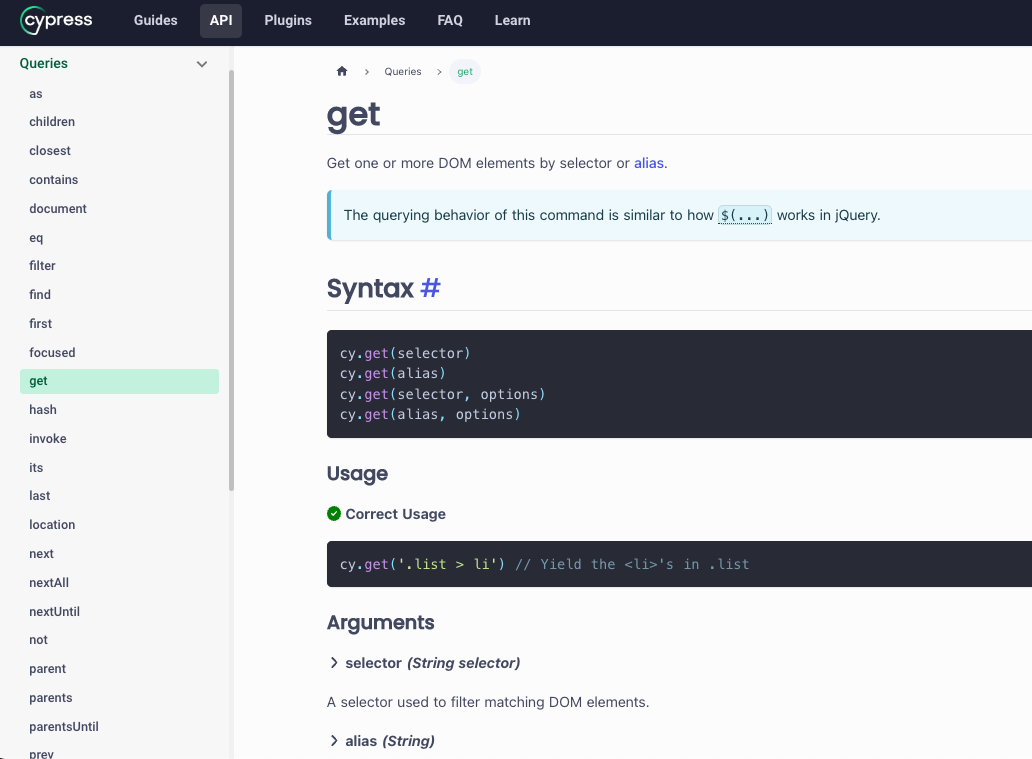 cypress Guides API Plugins Examples FAQ Learn
Queries
as
children
closest
contains
document
eq
filter
find
first
focused
get
hash
invoke
its
last
location
next
nextAll
nextUntil
not
parent
parents
parentsUntil
prev
Queries > get
get
Get one or more DOM elements by selector or alias.
The querying behavior of this command is similar to how $(...) works in jQuery.
Syntax #
cy.get(selector)
cy.get(alias)
cy.get(selector, options)
cy.get(alias, options)
Usage
Correct Usage
cy.get('.list > li') // Yield the <li>'s in .list
Arguments
selector (String selector)
A selector used to filter matching DOM elements.
alias (String)